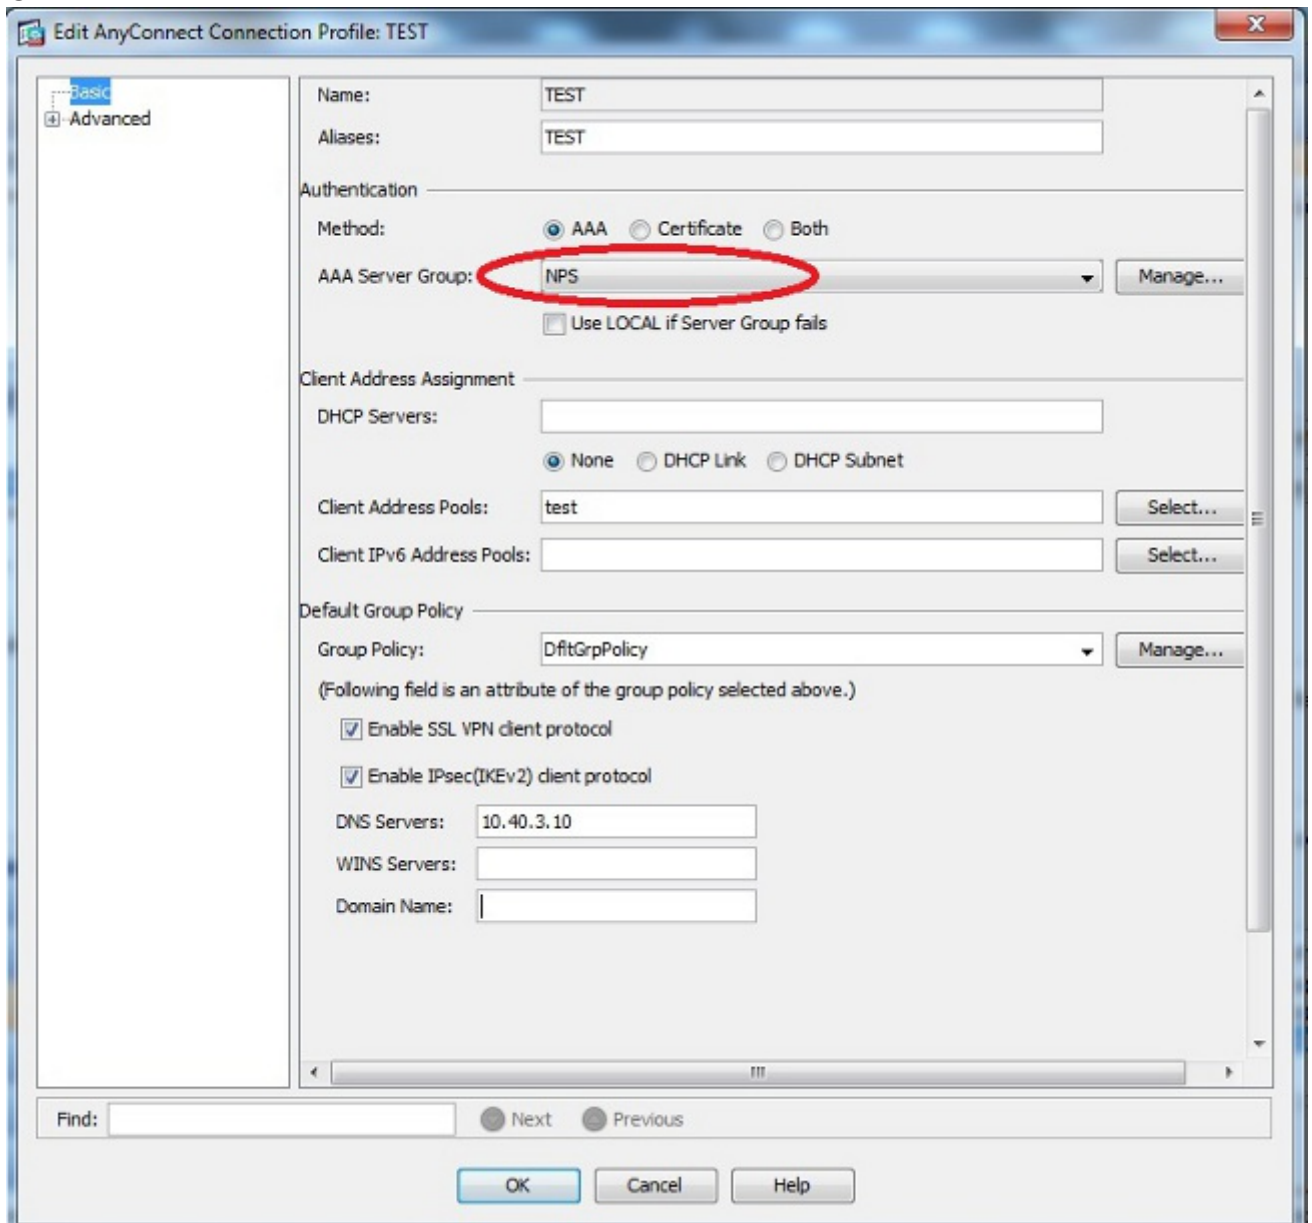 Edit AnyConnect Connection Profile: TEST
Basic
Advanced
Name: TEST
Aliases: TEST
Authentication
Method: AAA Certificate Both
AAA Server Group: NPS Manage...
Use LOCAL if Server Group fails
Client Address Assignment
DHCP Servers:
None DHCP Link DHCP Subnet
Client Address Pools: test Select...
Client IPv6 Address Pools: Select...
Default Group Policy
Group Policy: DfltGrpPolicy Manage...
(Following field is an attribute of the group policy selected above.)
Enable SSL VPN client protocol
Enable IPsec(IKEv2) client protocol
DNS Servers: 10.40.3.10
WINS Servers:
Domain Name:
Find: Next Previous
OK Cancel Help